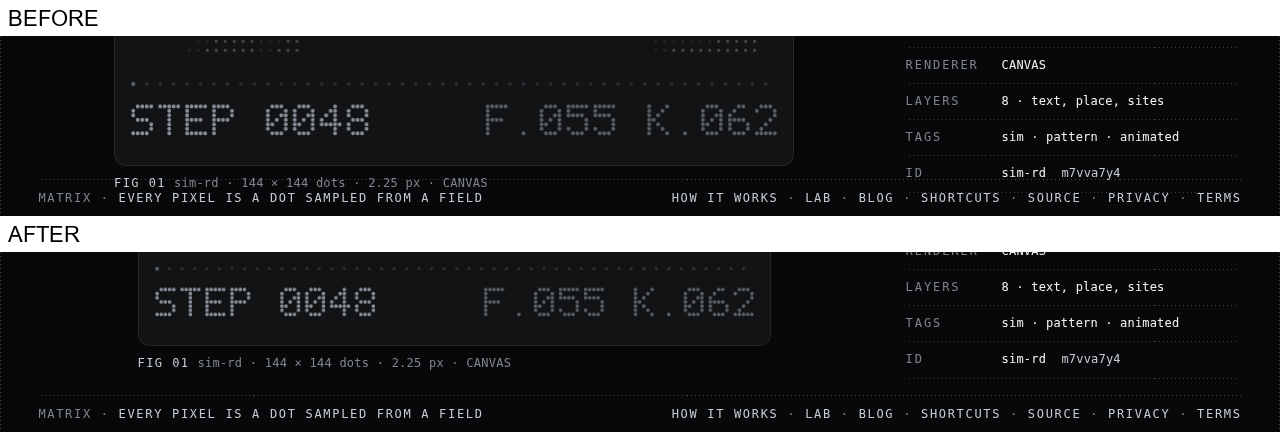 BEFORE
RENDERER CANVAS
LAYERS 8 · text, place, sites
STEP 0048 F.055 K.062
TAGS sim · pattern · animated
ID sim-rd m7vva7y4
FIG 01 sim-rd · 144 × 144 dots · 2.25 px · CANVAS
MATRIX · EVERY PIXEL IS A DOT SAMPLED FROM A FIELD
HOW IT WORKS · LAB · BLOG · SHORTCUTS · SOURCE · PRIVACY · TERMS
AFTER
RENDERER CANVAS
LAYERS 8 · text, place, sites
STEP 0048 F.055 K.062
TAGS sim · pattern · animated
ID sim-rd m7vva7y4
FIG 01 sim-rd · 144 × 144 dots · 2.25 px · CANVAS
MATRIX · EVERY PIXEL IS A DOT SAMPLED FROM A FIELD
HOW IT WORKS · LAB · BLOG · SHORTCUTS · SOURCE · PRIVACY · TERMS